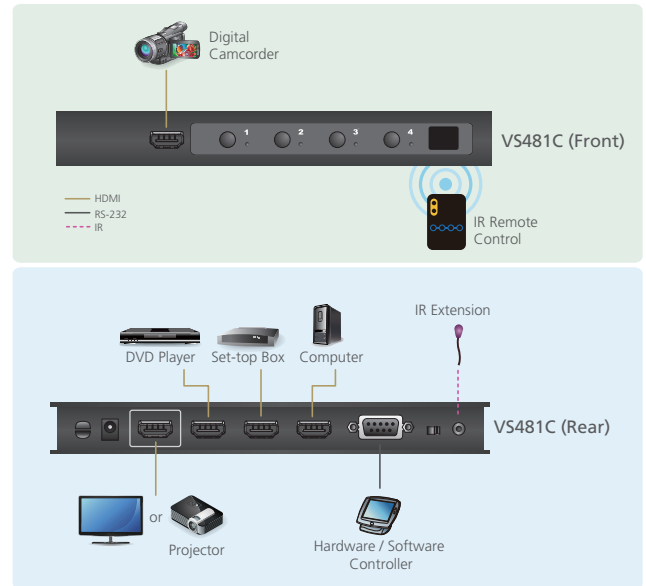 Digital
Camcorder
1 2 3 4
VS481C (Front)
HDMI
RS-232
IR
IR Remote
Control
IR Extension
DVD Player Set-top Box Computer
VS481C (Rear)
or
Projector
Hardware / Software
Controller